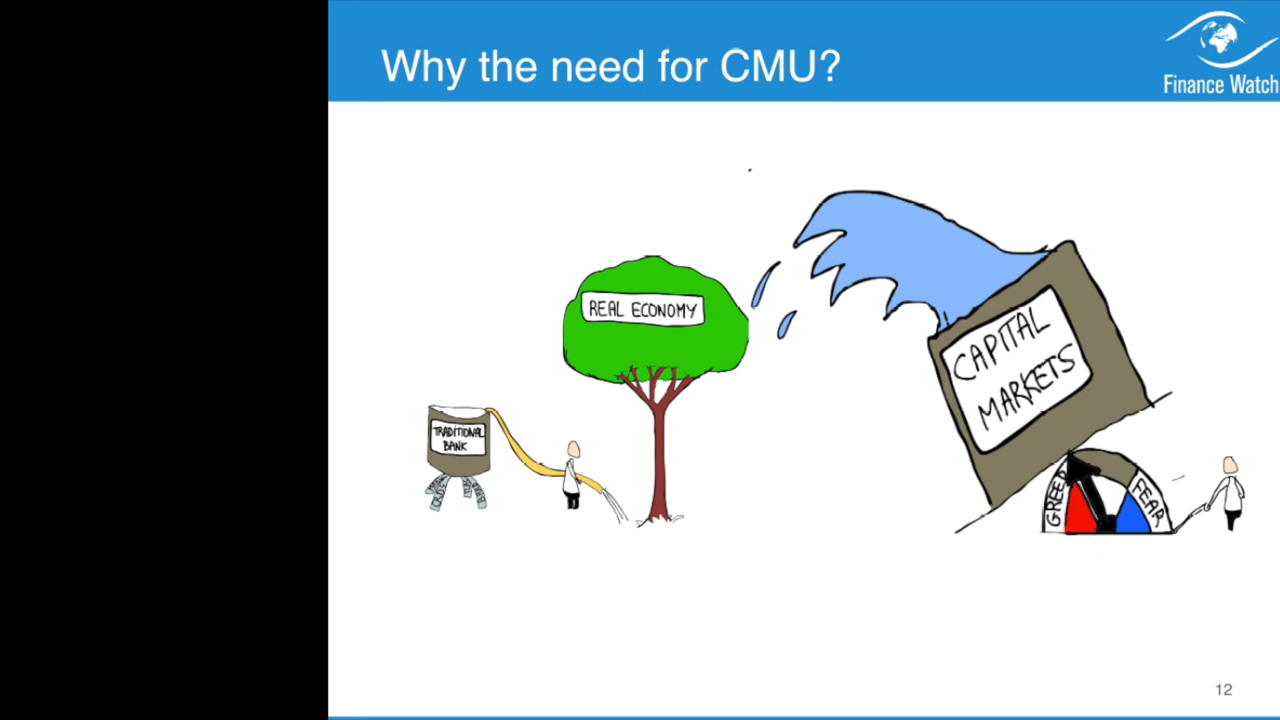 Why the need for CMU?
Finance Watch
REAL ECONOMY
CAPITAL
MARKETS
TRADITIONAL
BANK
GREED
FEAR
12